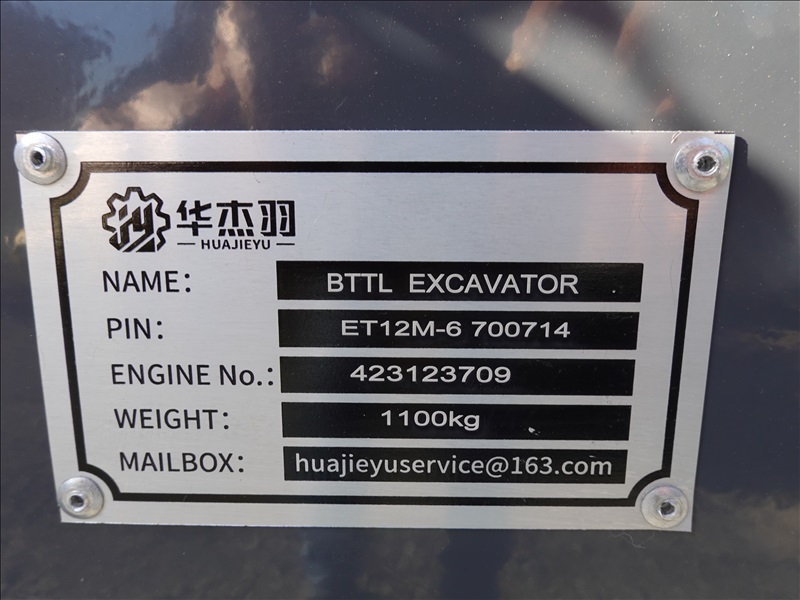 华杰羽
HUAJIEYU
NAME: BTTL EXCAVATOR
PIN: ET12M-6 700714
ENGINE No.: 423123709
WEIGHT: 1100kg
MAILBOX: huajieyuservice@163.com